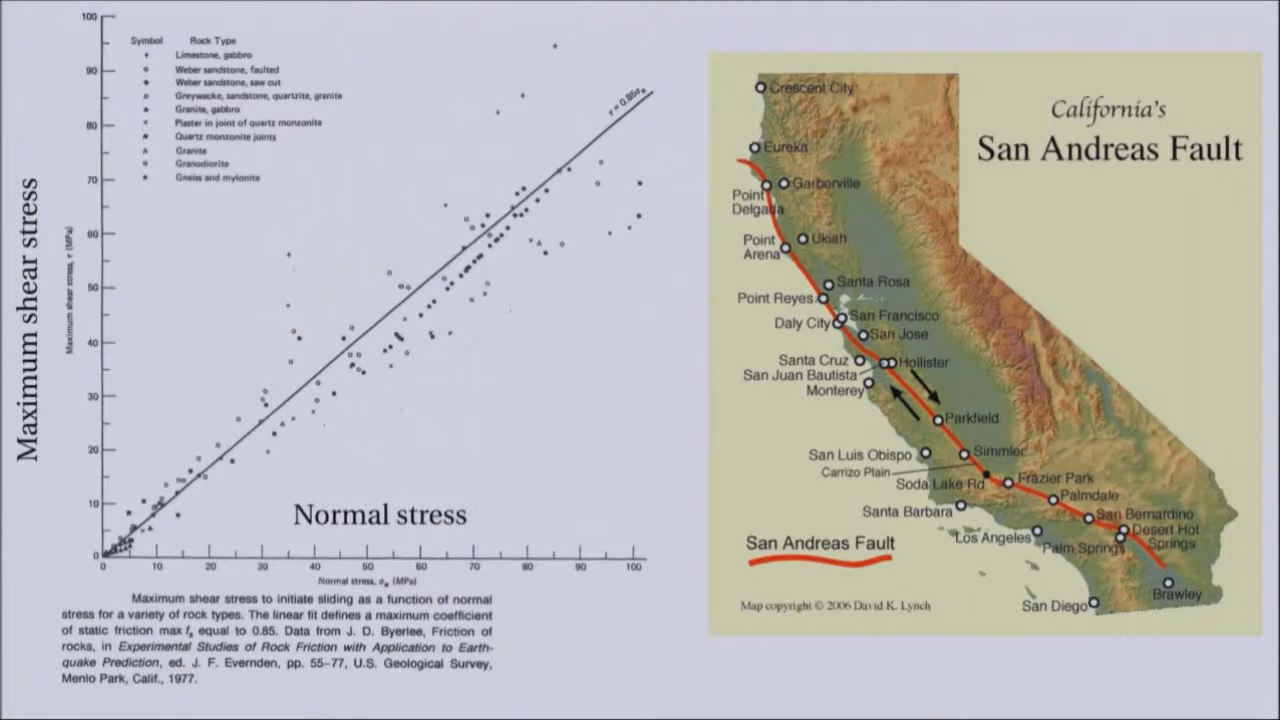 Maximum shear stress
Maximum shear stress, τ (MPa)
100
90
80
70
60
50
40
30
20
10
0
Symbol Rock Type
Limestone, gabbro
Weber sandstone, faulted
Weber sandstone, saw cut
Greywacke, sandstone, quartzite, granite
Granite, gabbro
Plaster in joint of quartz monzonite
Quartz monzonite joints
Granite
Granodiorite
Gneiss and mylonite
τ = 0.85σn
Normal stress
0 10 20 30 40 50 60 70 80 90 100
Normal stress, σn (MPa)
Maximum shear stress to initiate sliding as a function of normal
stress for a variety of rock types. The linear fit defines a maximum coefficient
of static friction max fs equal to 0.85. Data from J. D. Byerlee, Friction of
rocks, in Experimental Studies of Rock Friction with Application to Earth-
quake Prediction, ed. J. F. Evernden, pp. 55–77, U.S. Geological Survey,
Menlo Park, Calif., 1977.
California's
San Andreas Fault
Crescent City
Eureka
Garberville
Point
Delgada
Point
Arena
Ukiah
Santa Rosa
Point Reyes
San Francisco
Daly City
San Jose
Santa Cruz
Hollister
San Juan Bautista
Monterey
Parkfield
San Luis Obispo
Simmler
Carrizo Plain
Soda Lake Rd
Frazier Park
Palmdale
Santa Barbara
San Bernardino
Los Angeles
Desert Hot
Springs
Palm Springs
Brawley
San Diego
San Andreas Fault
Map copyright © 2006 David K. Lynch